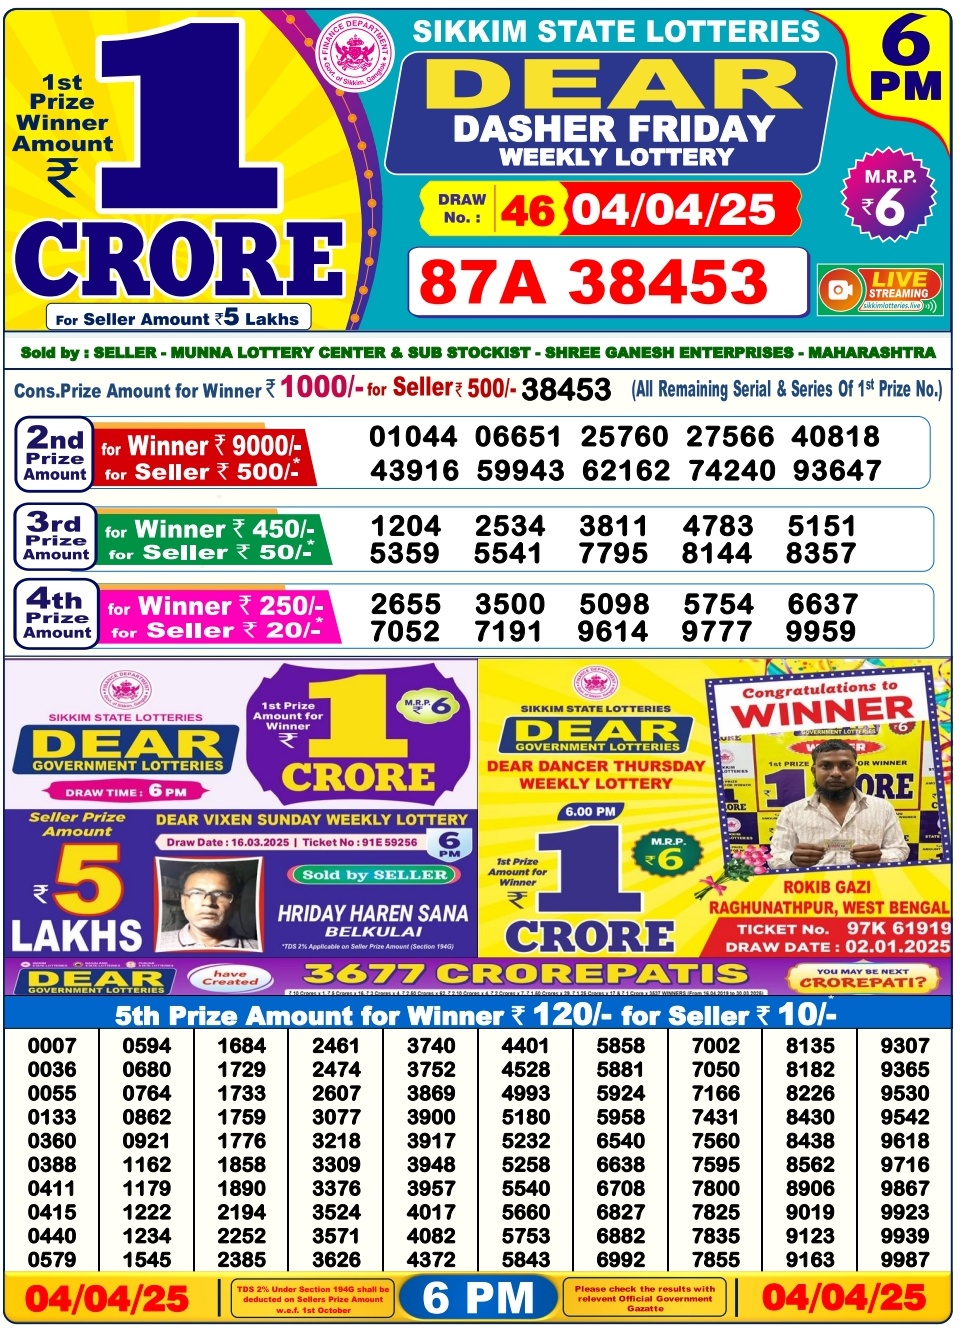 1st
Prize
Winner
Amount
₹
1
CRORE
For Seller Amount ₹5 Lakhs
FINANCE DEPARTMENT
Govt. of Sikkim, Gangtok
SIKKIM STATE LOTTERIES
DEAR
DASHER FRIDAY
WEEKLY LOTTERY
6
PM
DRAW
No. :
46
04/04/25
M.R.P.
₹6
87A 38453
LIVE
STREAMING
sikkimlotteries.live
Sold by : SELLER - MUNNA LOTTERY CENTER & SUB STOCKIST - SHREE GANESH ENTERPRISES - MAHARASHTRA
Cons.Prize Amount for Winner ₹ 1000/- for Seller ₹ 500/- 38453 (All Remaining Serial & Series Of 1st Prize No.)
2nd
Prize
Amount
for Winner ₹ 9000/-
for Seller ₹ 500/-*
01044 06651 25760 27566 40818
43916 59943 62162 74240 93647
3rd
Prize
Amount
for Winner ₹ 450/-
for Seller ₹ 50/-*
1204 2534 3811 4783 5151
5359 5541 7795 8144 8357
4th
Prize
Amount
for Winner ₹ 250/-
for Seller ₹ 20/-*
2655 3500 5098 5754 6637
7052 7191 9614 9777 9959
SIKKIM STATE LOTTERIES
DEAR
GOVERNMENT LOTTERIES
DRAW TIME : 6 PM
1st Prize
Amount for
Winner
₹
1
CRORE
M.R.P.
₹6
Seller Prize
Amount
₹5
LAKHS
DEAR VIXEN SUNDAY WEEKLY LOTTERY
Draw Date : 16.03.2025 | Ticket No : 91E 59256
6
PM
Sold by SELLER
HRIDAY HAREN SANA
BELKULAI
*TDS 2% Applicable on Seller Prize Amount (Section 194G)
SIKKIM STATE LOTTERIES
DEAR
GOVERNMENT LOTTERIES
DEAR DANCER THURSDAY
WEEKLY LOTTERY
6.00 PM
1st Prize
Amount for
Winner
₹
1
CRORE
M.R.P.
₹6
Congratulations to
WINNER
ROKIB GAZI
RAGHUNATHPUR, WEST BENGAL
TICKET No. 97K 61919
DRAW DATE : 02.01.2025
DEAR
GOVERNMENT LOTTERIES
have
Created
3677 CROREPATIS
YOU MAY BE NEXT
CROREPATI?
5th Prize Amount for Winner ₹ 120/- for Seller ₹ 10/-*
0007 0594 1684 2461 3740 4401 5858 7002 8135 9307
0036 0680 1729 2474 3752 4528 5881 7050 8182 9365
0055 0764 1733 2607 3869 4993 5924 7166 8226 9530
0133 0862 1759 3077 3900 5180 5958 7431 8430 9542
0360 0921 1776 3218 3917 5232 6540 7560 8438 9618
0388 1162 1858 3309 3948 5258 6638 7595 8562 9716
0411 1179 1890 3376 3957 5540 6708 7800 8906 9867
0415 1222 2194 3524 4017 5660 6827 7825 9019 9923
0440 1234 2252 3571 4082 5753 6882 7835 9123 9939
0579 1545 2385 3626 4372 5843 6992 7855 9163 9987
04/04/25
TDS 2% Under Section 194G shall be
deducted on Sellers Prize Amount
w.e.f. 1st October
6 PM
Please check the results with
relevent Official Government
Gazatte
04/04/25